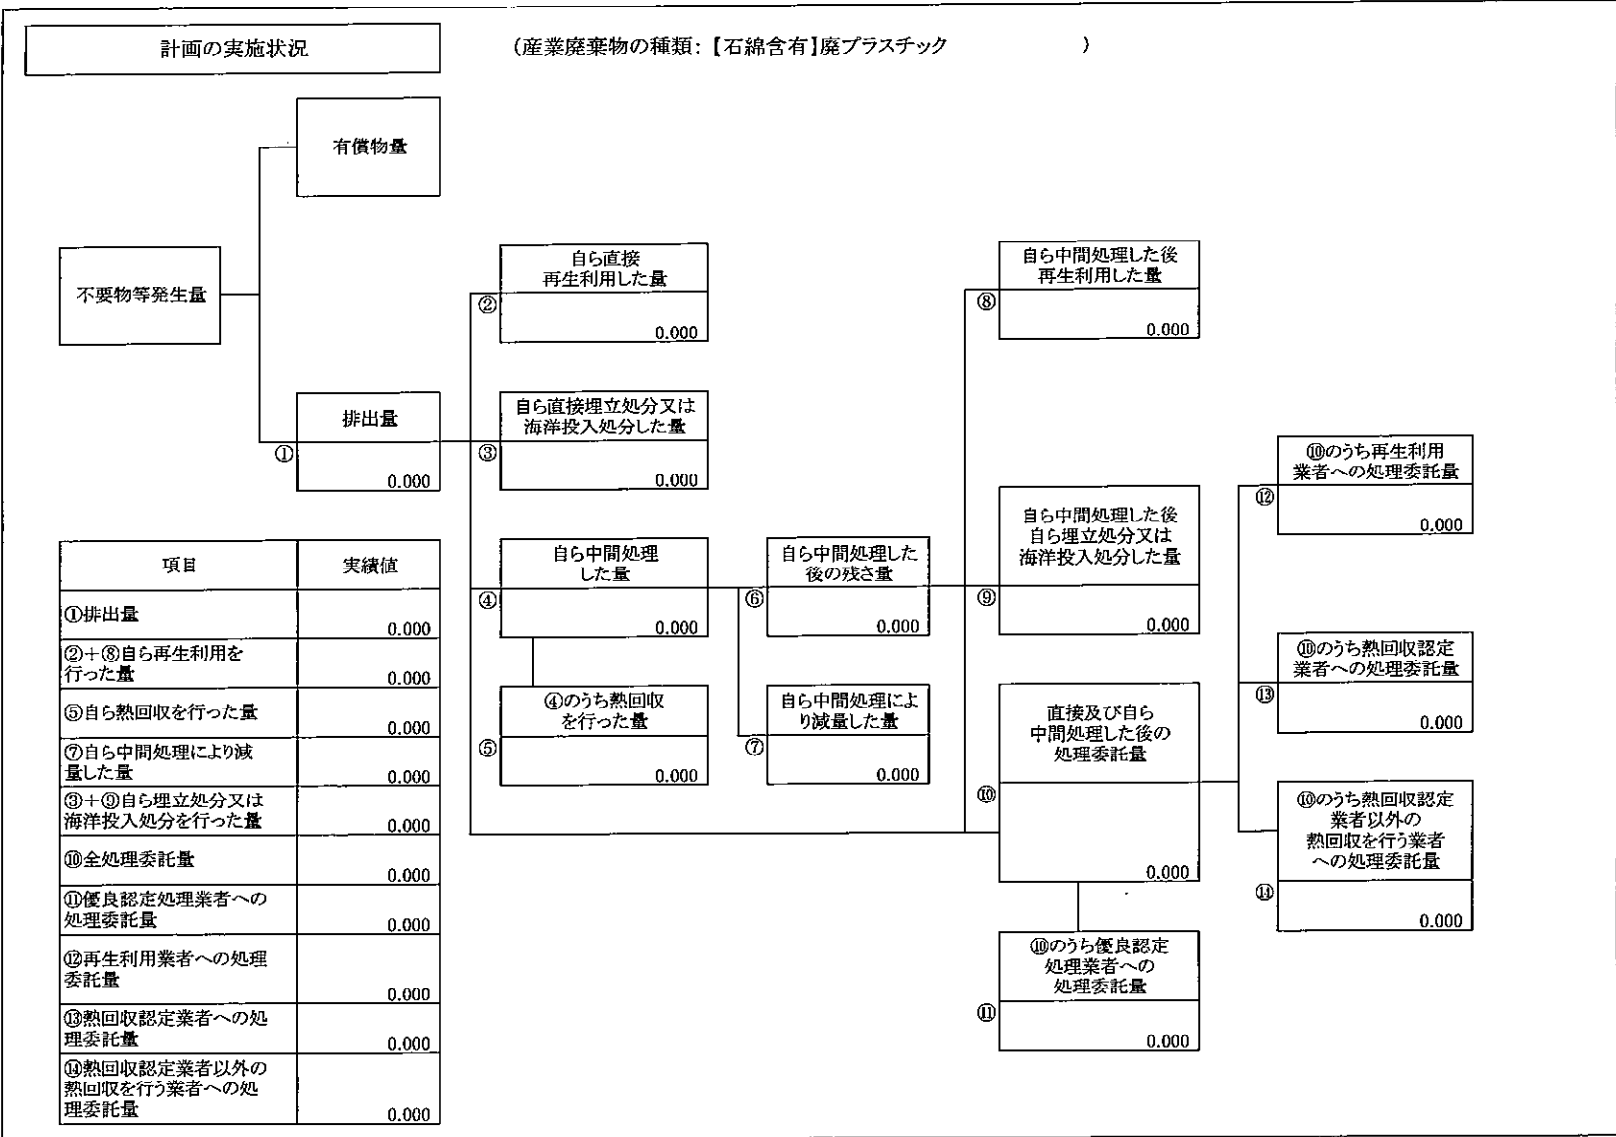 計画の実施状況
(産業廃棄物の種類:【石綿含有】廃プラスチック )
有償物量
不要物等発生量
排出量
①
0.000
自ら直接
再生利用した量
②
0.000
自ら直接埋立処分又は
海洋投入処分した量
③
0.000
自ら中間処理
した量
④
0.000
④のうち熱回収
を行った量
⑤
0.000
自ら中間処理した
後の残さ量
⑥
0.000
自ら中間処理によ
り減量した量
⑦
0.000
自ら中間処理した後
再生利用した量
⑧
0.000
自ら中間処理した後
自ら埋立処分又は
海洋投入処分した量
⑨
0.000
直接及び自ら
中間処理した後の
処理委託量
⑩
0.000
⑩のうち優良認定
処理業者への
処理委託量
⑪
0.000
⑩のうち再生利用
業者への処理委託量
⑫
0.000
⑩のうち熱回収認定
業者への処理委託量
⑬
0.000
⑩のうち熱回収認定
業者以外の
熱回収を行う業者
への処理委託量
⑭
0.000
項目 実績値
①排出量
0.000
②+⑧自ら再生利用を
行った量
0.000
⑤自ら熱回収を行った量
0.000
⑦自ら中間処理により減
量した量
0.000
③+⑨自ら埋立処分又は
海洋投入処分を行った量
0.000
⑩全処理委託量
0.000
⑪優良認定処理業者への
処理委託量
0.000
⑫再生利用業者への処理
委託量
0.000
⑬熱回収認定業者への処
理委託量
0.000
⑭熱回収認定業者以外の
熱回収を行う業者への処
理委託量
0.000